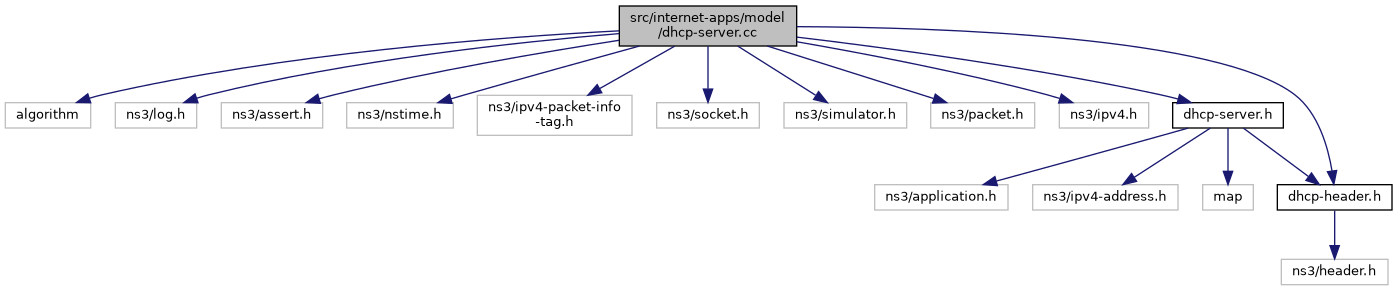 src/internet-apps/model
/dhcp-server.cc
algorithm
ns3/log.h
ns3/assert.h
ns3/nstime.h
ns3/ipv4-packet-info
-tag.h
ns3/socket.h
ns3/simulator.h
ns3/packet.h
ns3/ipv4.h
dhcp-server.h
ns3/application.h
ns3/ipv4-address.h
map
dhcp-header.h
ns3/header.h